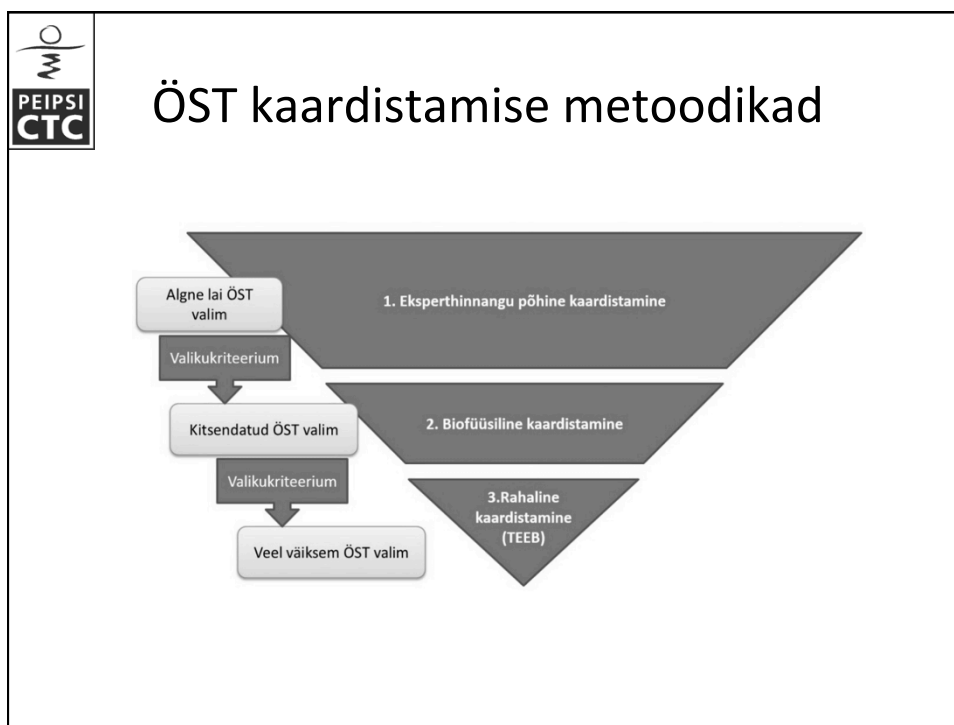 PEIPSI
CTC
ÖST kaardistamise metoodikad
Algne lai ÖST
valim
1. Eksperthinnangu põhine kaardistamine
Valikukriteerium
Kitsendatud ÖST valim
2. Biofüüsiline kaardistamine
Valikukriteerium
3.Rahaline
kaardistamine
(TEEB)
Veel väiksem ÖST valim